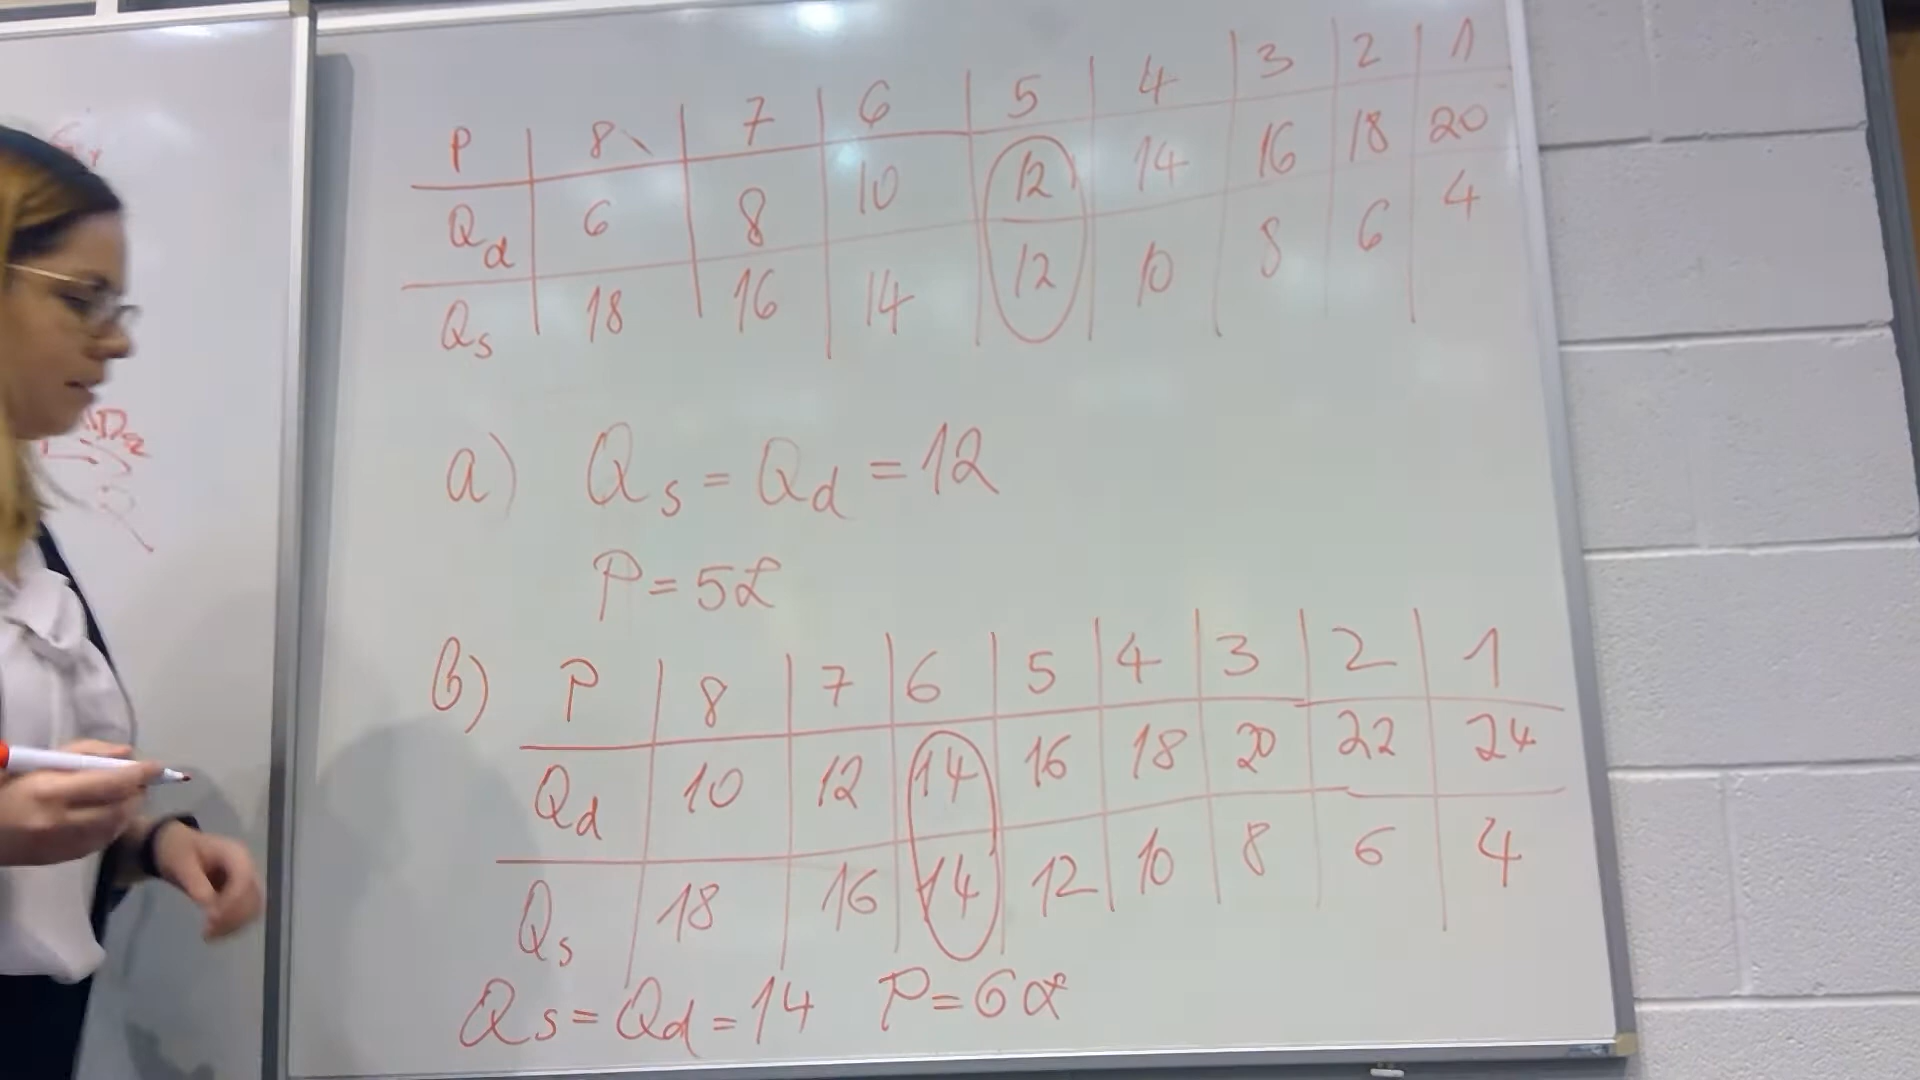 P 8 7 6 5 4 3 2 1
Qd 6 8 10 12 14 16 18 20
Qs 18 16 14 12 10 8 6 4
a) Qs = Qd = 12
P = 5£
b) P 8 7 6 5 4 3 2 1
Qd 10 12 14 16 18 20 22 24
Qs 18 16 14 12 10 8 6 4
Qs = Qd = 14 P = 6£